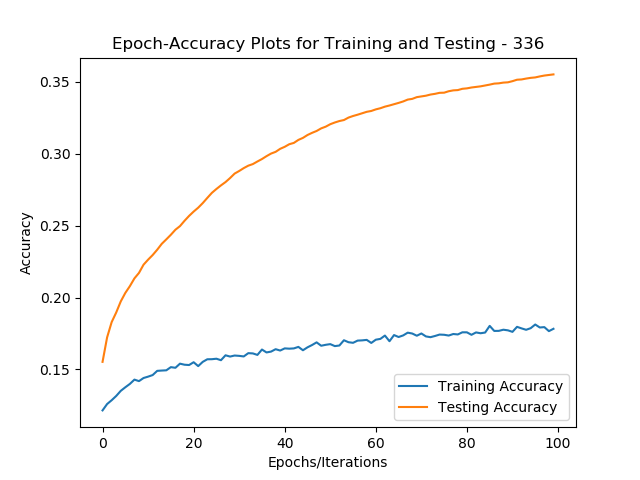 Epoch-Accuracy Plots for Training and Testing - 336
0.35
0.30
0.25
0.20
0.15
Accuracy
Training Accuracy
Testing Accuracy
0 20 40 60 80 100
Epochs/Iterations